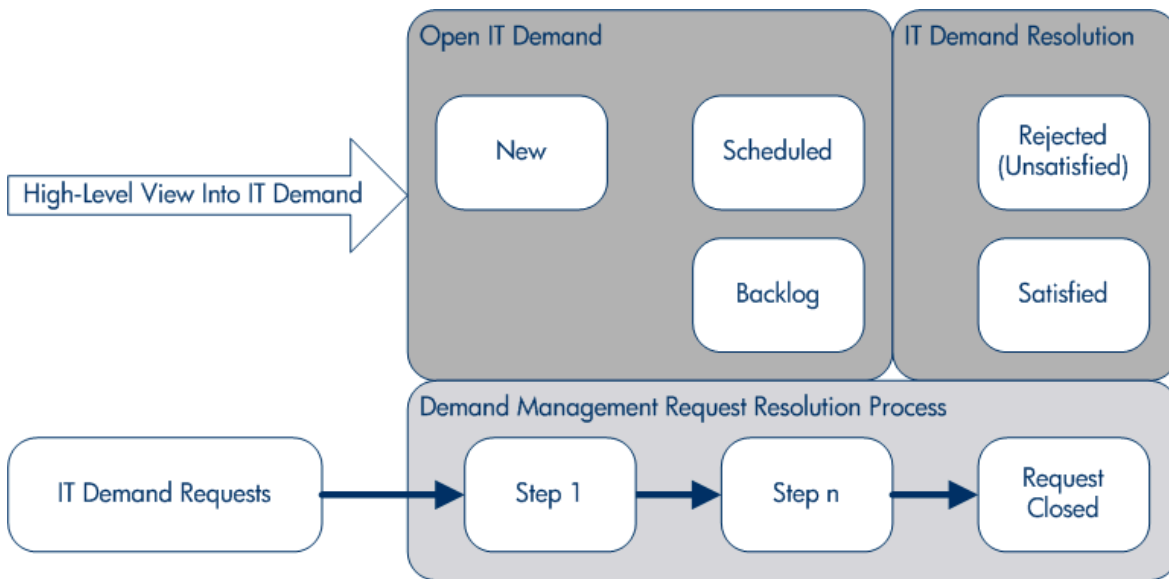 Open IT Demand
IT Demand Resolution
New
Scheduled
Rejected
(Unsatisfied)
High-Level View Into IT Demand
Backlog
Satisfied
Demand Management Request Resolution Process
IT Demand Requests
Step 1
Step n
Request
Closed